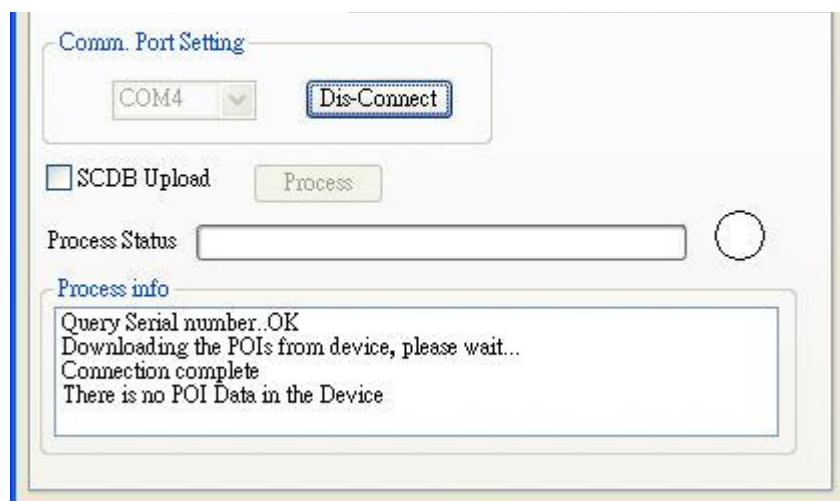 Comm. Port Setting
COM4
Dis-Connect
SCDB Upload
Process
Process Status
Process info
Query Serial number..OK
Downloading the POIs from device, please wait...
Connection complete
There is no POI Data in the Device